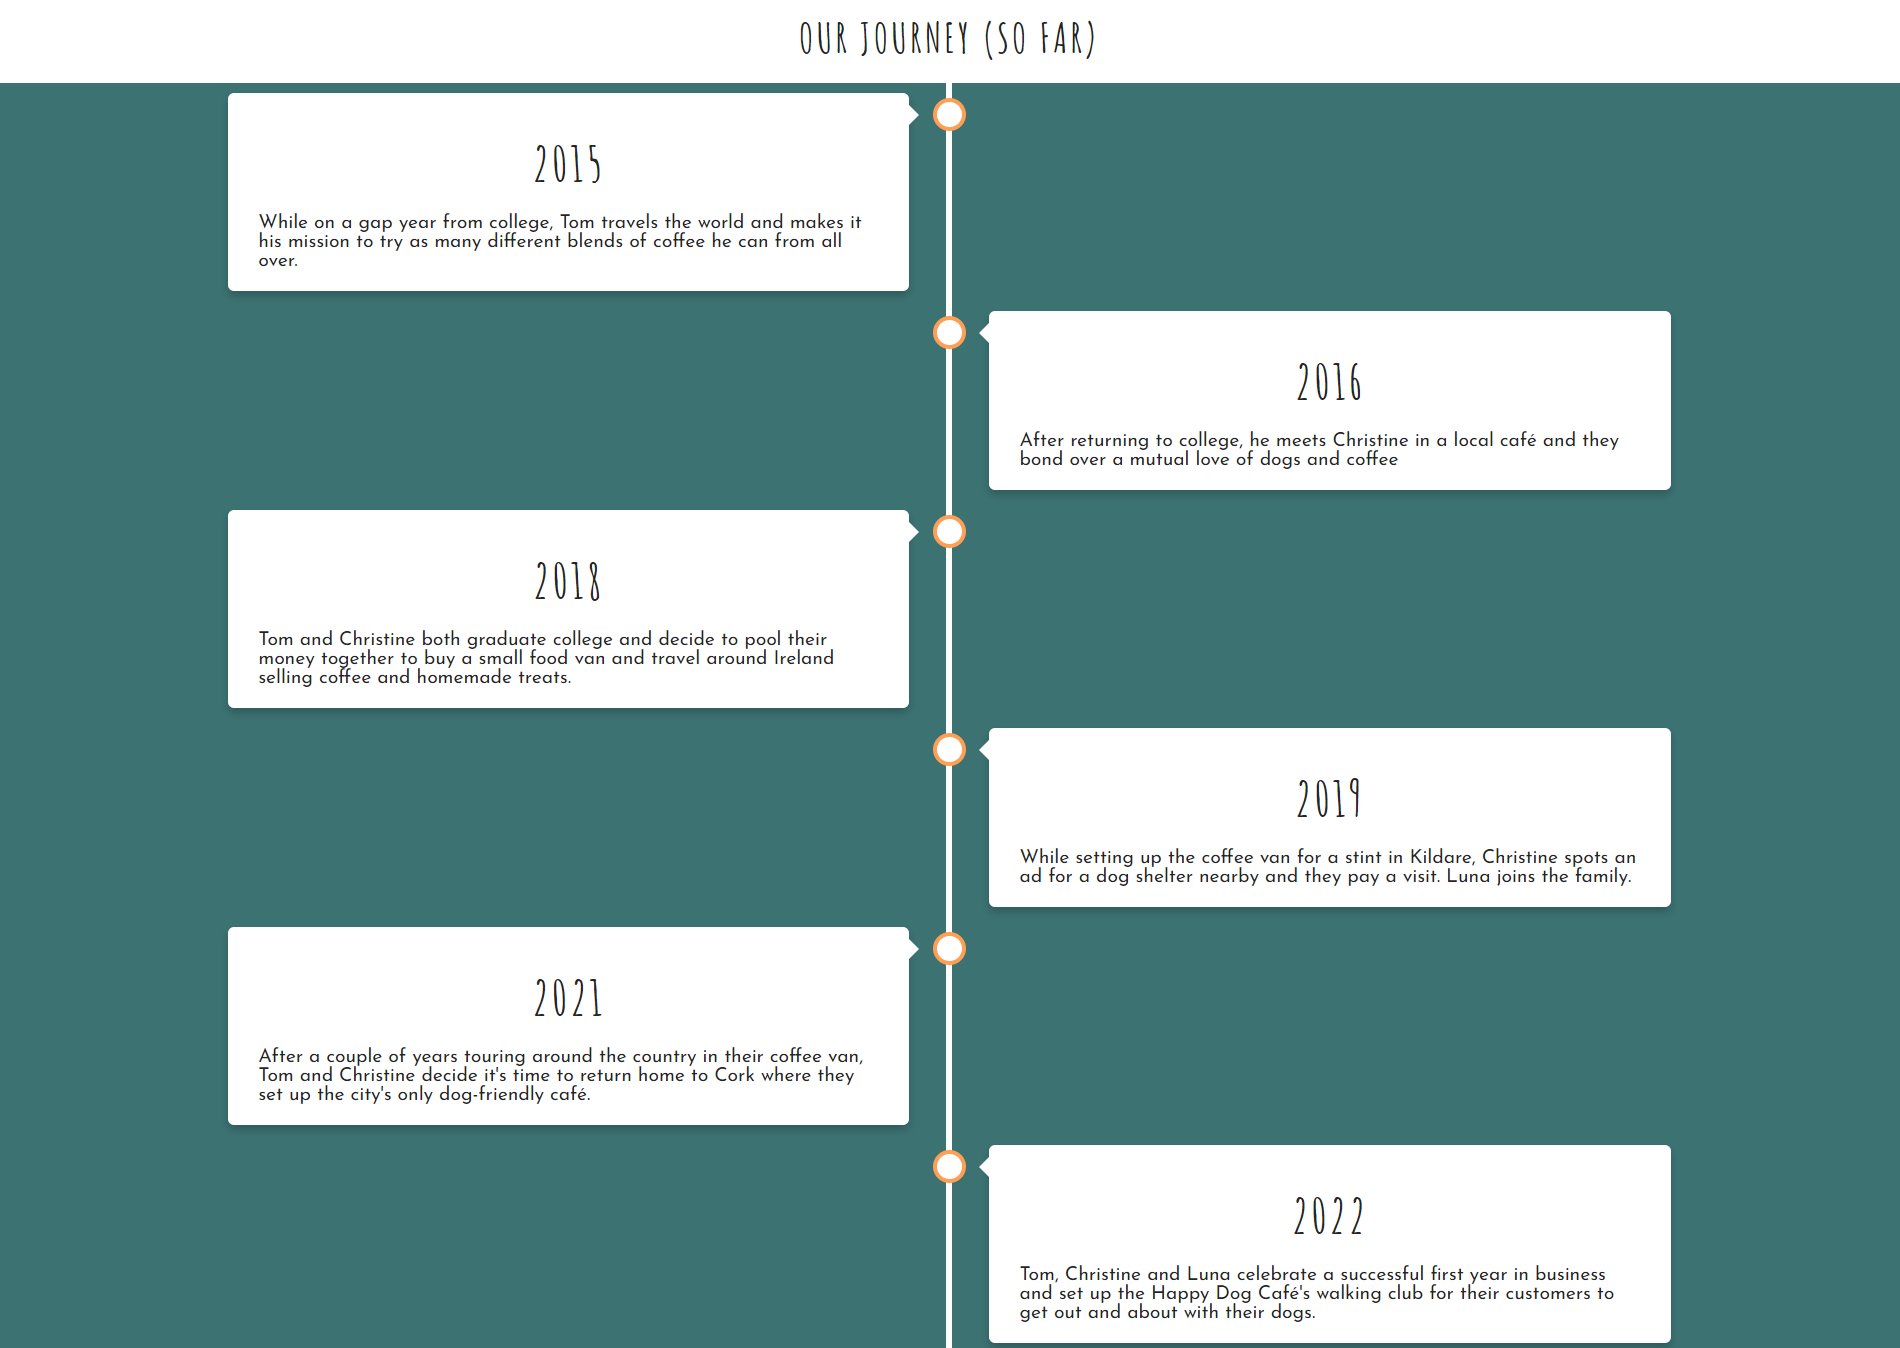 OUR JOURNEY (SO FAR)
2015
While on a gap year from college, Tom travels the world and makes it
his mission to try as many different blends of coffee he can from all
over.
2016
After returning to college, he meets Christine in a local café and they
bond over a mutual love of dogs and coffee
2018
Tom and Christine both graduate college and decide to pool their
money together to buy a small food van and travel around Ireland
selling coffee and homemade treats.
2019
While setting up the coffee van for a stint in Kildare, Christine spots an
ad for a dog shelter nearby and they pay a visit. Luna joins the family.
2021
After a couple of years touring around the country in their coffee van,
Tom and Christine decide it's time to return home to Cork where they
set up the city's only dog-friendly café.
2022
Tom, Christine and Luna celebrate a successful first year in business
and set up the Happy Dog Café's walking club for their customers to
get out and about with their dogs.